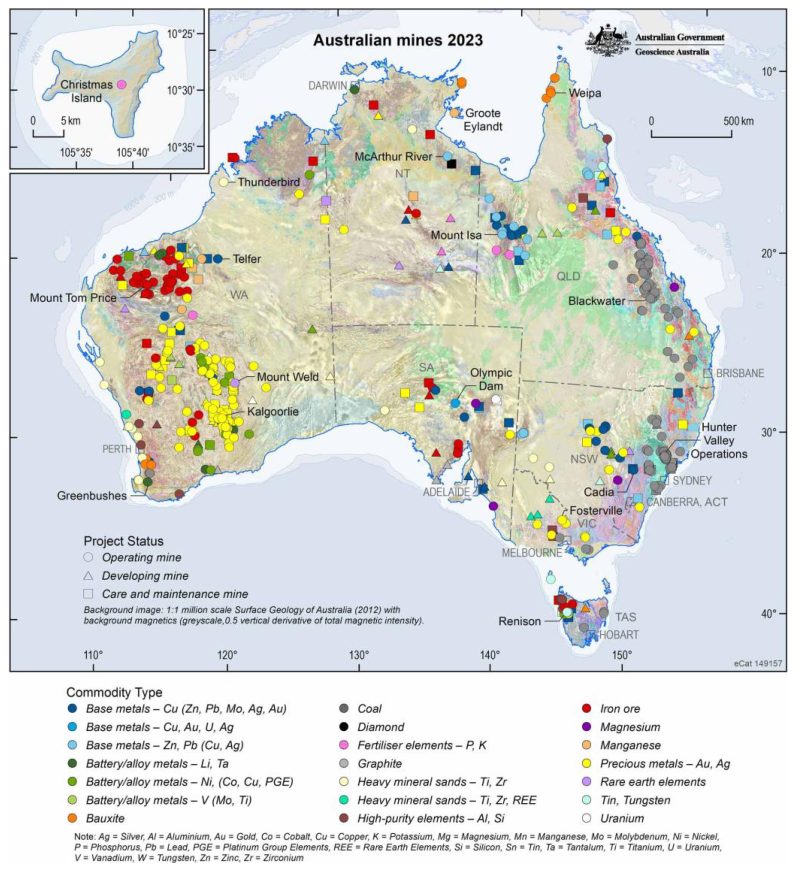 Australian mines 2023
Australian Government
Geoscience Australia
10°25'
10°30'
10°35'
Christmas
Island
0 5 km
105°35' 105°40'
0 500 km
10°
20°
30°
40°
DARWIN
Weipa
Groote
Eylandt
McArthur River
NT
Thunderbird
Mount Isa
Telfer
QLD
Mount Tom Price
WA
Blackwater
Mount Weld
SA
Olympic
Dam
BRISBANE
Kalgoorlie
Hunter
Valley
Operations
PERTH
NSW
Greenbushes
ADELAIDE
Cadia
SYDNEY
CANBERRA, ACT
Fosterville
VIC
MELBOURNE
Renison
TAS
HOBART
Project Status
Operating mine
Developing mine
Care and maintenance mine
Background image: 1:1 million scale Surface Geology of Australia (2012) with
background magnetics (greyscale,0.5 vertical derivative of total magnetic intensity).
110° 120° 130° 140° 150°
eCat 149157
Commodity Type
Base metals – Cu (Zn, Pb, Mo, Ag, Au)
Base metals – Cu, Au, U, Ag
Base metals – Zn, Pb (Cu, Ag)
Battery/alloy metals – Li, Ta
Battery/alloy metals – Ni, (Co, Cu, PGE)
Battery/alloy metals – V (Mo, Ti)
Bauxite
Coal
Diamond
Fertiliser elements – P, K
Graphite
Heavy mineral sands – Ti, Zr
Heavy mineral sands – Ti, Zr, REE
High-purity elements – Al, Si
Iron ore
Magnesium
Manganese
Precious metals – Au, Ag
Rare earth elements
Tin, Tungsten
Uranium
Note: Ag = Silver, Al = Aluminium, Au = Gold, Co = Cobalt, Cu = Copper, K = Potassium, Mg = Magnesium, Mn = Manganese, Mo = Molybdenum, Ni = Nickel,
P = Phosphorus, Pb = Lead, PGE = Platinum Group Elements, REE = Rare Earth Elements, Si = Silicon, Sn = Tin, Ta = Tantalum, Ti = Titanium, U = Uranium,
V = Vanadium, W = Tungsten, Zn = Zinc, Zr = Zirconium